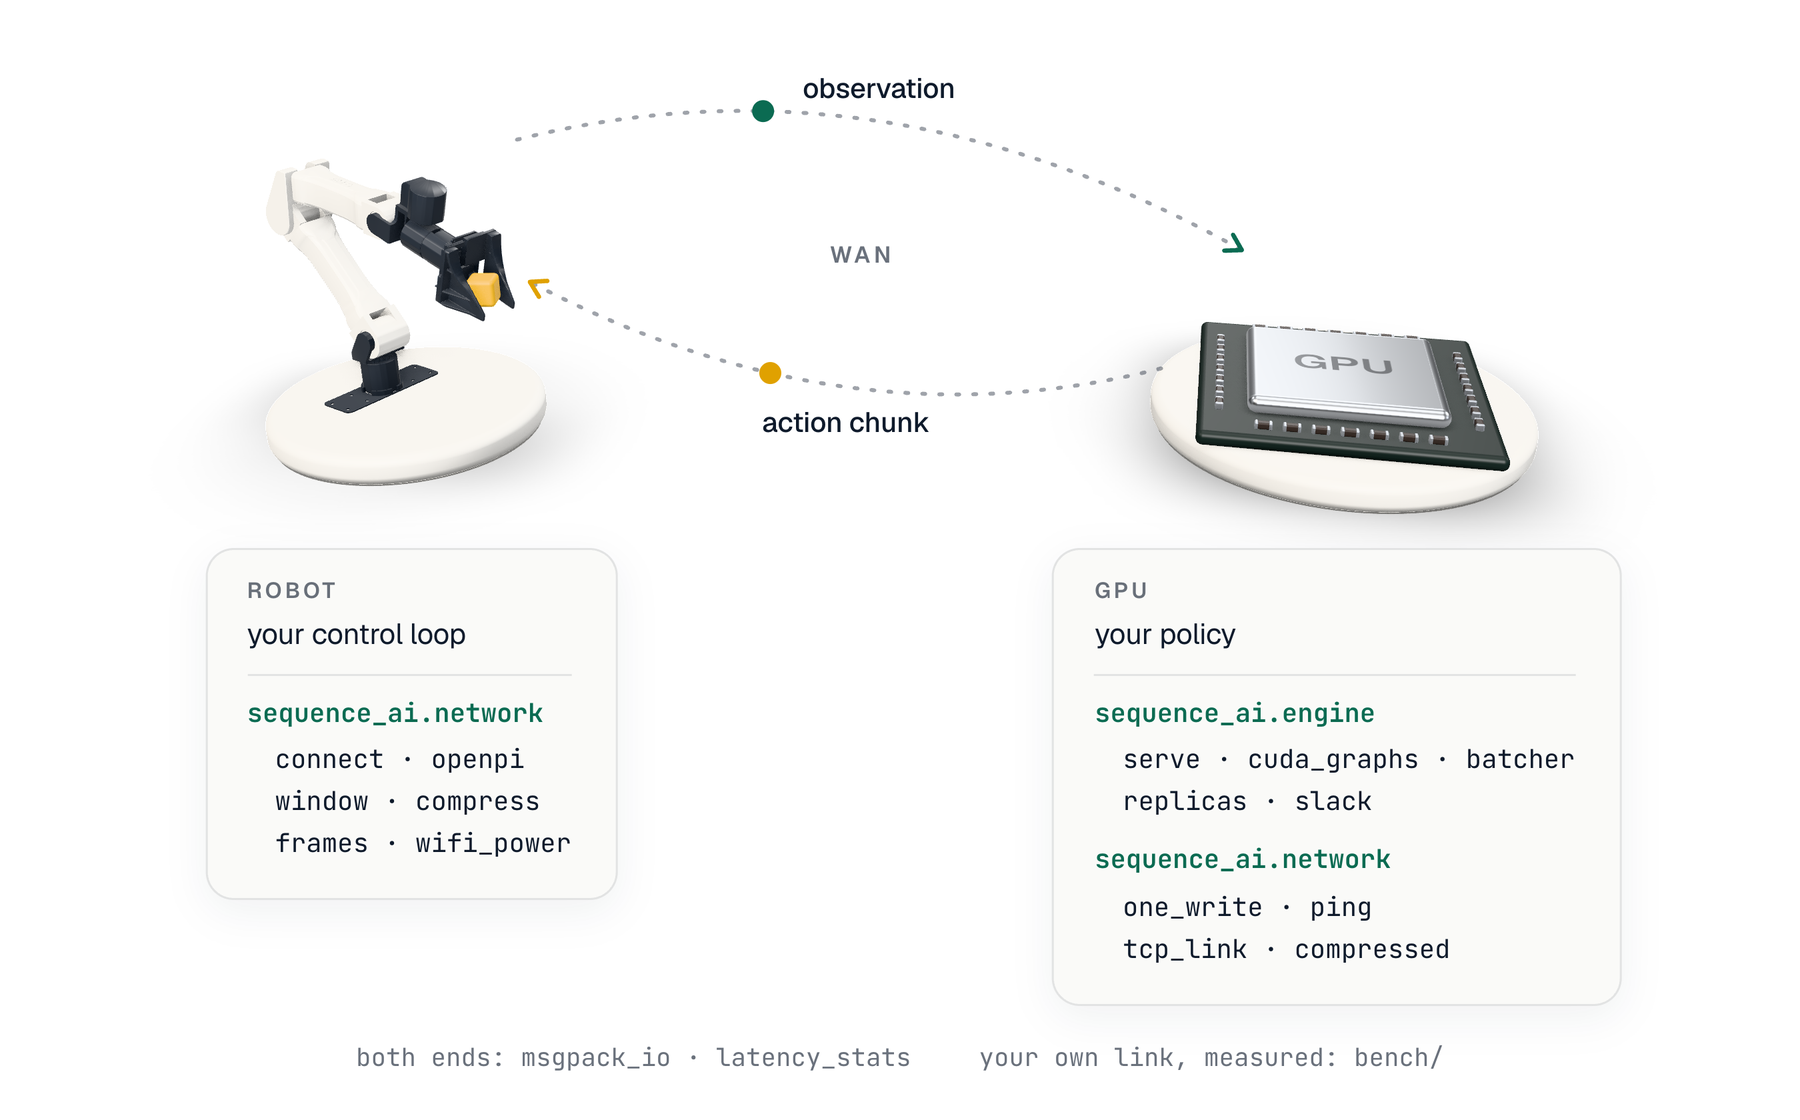 observation
WAN
GPU
action chunk
ROBOT
your control loop
sequence_ai.network
connect · openpi
window · compress
frames · wifi_power
GPU
your policy
sequence_ai.engine
serve · cuda_graphs · batcher
replicas · slack
sequence_ai.network
one_write · ping
tcp_link · compressed
both ends: msgpack_io · latency_stats
your own link, measured: bench/